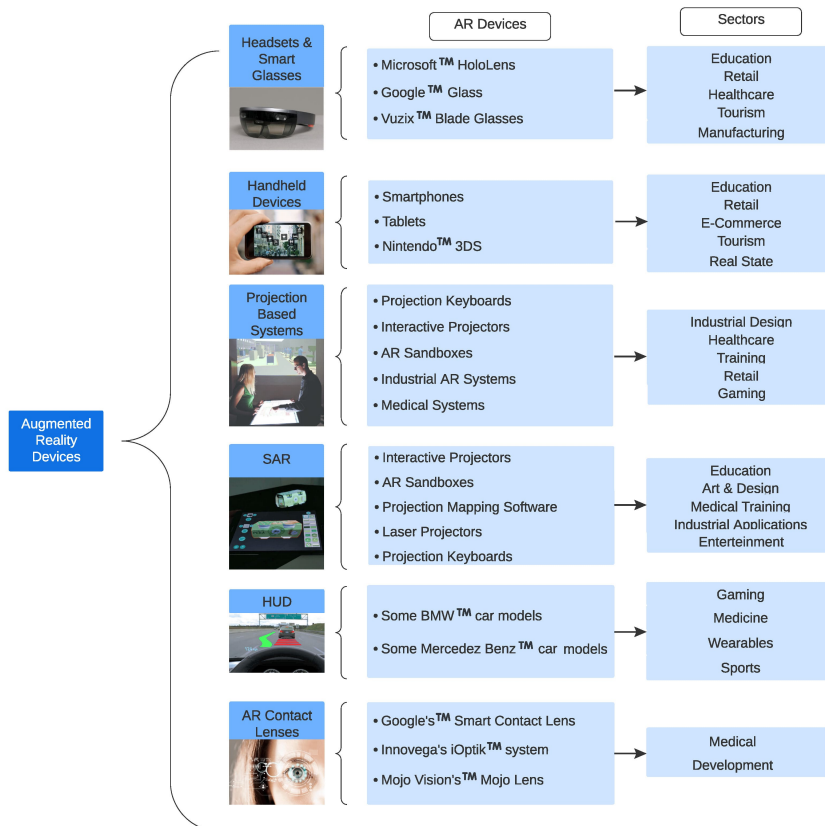 AR Devices
Sectors
Headsets &
Smart
Glasses
• Microsoft™ HoloLens
• Google™ Glass
• Vuzix™ Blade Glasses
Education
Retail
Healthcare
Tourism
Manufacturing
Handheld
Devices
• Smartphones
• Tablets
• Nintendo™ 3DS
Education
Retail
E-Commerce
Tourism
Real State
Projection
Based
Systems
• Projection Keyboards
• Interactive Projectors
• AR Sandboxes
• Industrial AR Systems
• Medical Systems
Industrial Design
Healthcare
Training
Retail
Gaming
Augmented
Reality
Devices
SAR
• Interactive Projectors
• AR Sandboxes
• Projection Mapping Software
• Laser Projectors
• Projection Keyboards
Education
Art & Design
Medical Training
Industrial Applications
Enterteinment
HUD
• Some BMW™ car models
• Some Mercedez Benz™ car models
Gaming
Medicine
Wearables
Sports
AR Contact
Lenses
• Google's™ Smart Contact Lens
• Innovega's iOptik™ system
• Mojo Vision's™ Mojo Lens
Medical
Development